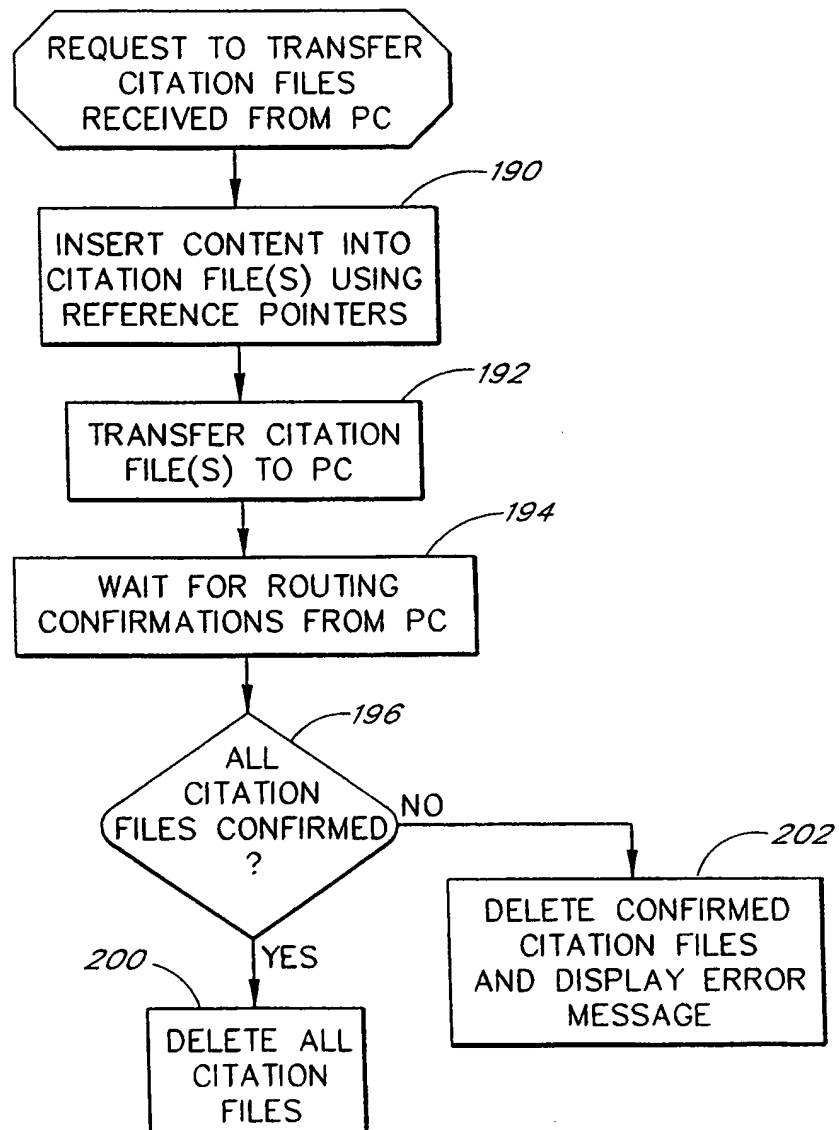 REQUEST TO TRANSFER
CITATION FILES
RECEIVED FROM PC
190
INSERT CONTENT INTO
CITATION FILE(S) USING
REFERENCE POINTERS
192
TRANSFER CITATION
FILE(S) TO PC
194
WAIT FOR ROUTING
CONFIRMATIONS FROM PC
196
ALL
CITATION
FILES CONFIRMED
?
NO
202
DELETE CONFIRMED
CITATION FILES
AND DISPLAY ERROR
MESSAGE
YES
200
DELETE ALL
CITATION
FILES